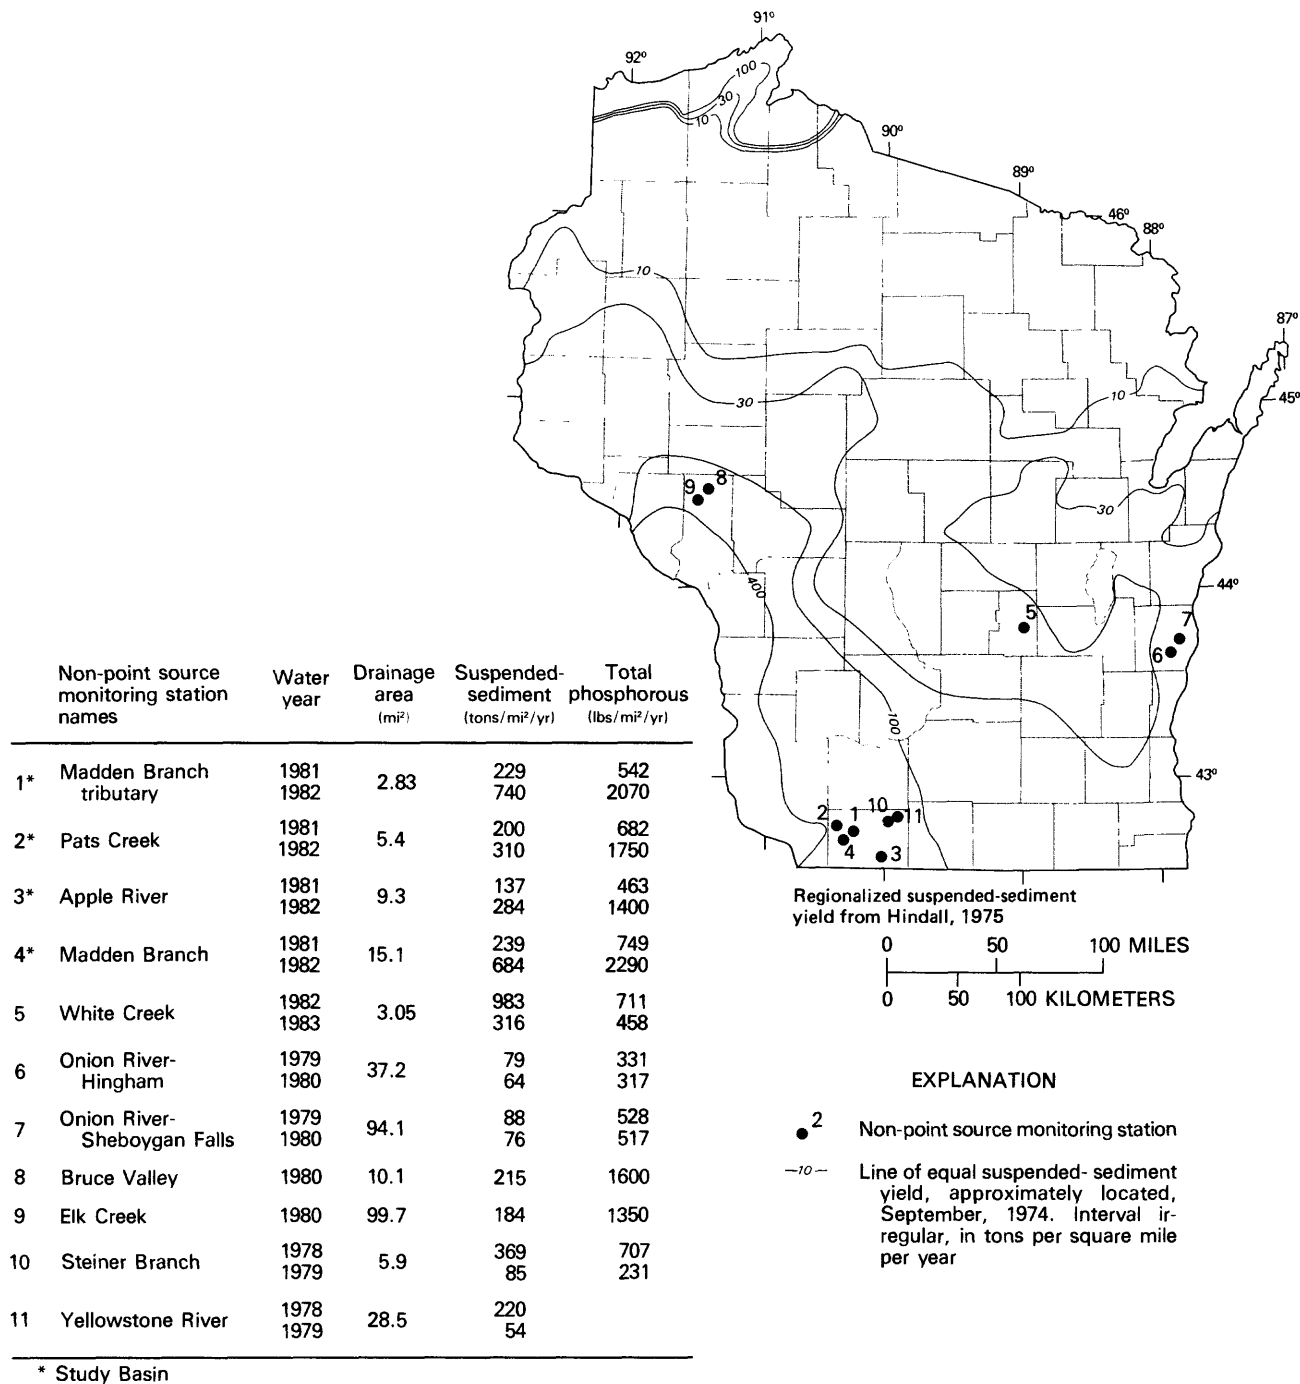 91°
92°
100
30
10
90°
89°
46°
88°
10
87°
30
10
45°
8
9
30
400
44°
5
7
6
100
43°
2 1 10 11
4 3
Non-point source monitoring station names Water year Drainage area (mi²) Suspended-sediment (tons/mi²/yr) Total phosphorous (lbs/mi²/yr)
1* Madden Branch tributary 1981 2.83 229 542
1982 740 2070
2* Pats Creek 1981 5.4 200 682
1982 310 1750
3* Apple River 1981 9.3 137 463
1982 284 1400
4* Madden Branch 1981 15.1 239 749
1982 684 2290
5 White Creek 1982 3.05 983 711
1983 316 458
6 Onion River-Hingham 1979 37.2 79 331
1980 64 317
7 Onion River-Sheboygan Falls 1979 94.1 88 528
1980 76 517
8 Bruce Valley 1980 10.1 215 1600
9 Elk Creek 1980 99.7 184 1350
10 Steiner Branch 1978 5.9 369 707
1979 85 231
11 Yellowstone River 1978 28.5 220
1979 54
* Study Basin
Regionalized suspended-sediment
yield from Hindall, 1975
0 50 100 MILES
0 50 100 KILOMETERS
EXPLANATION
2 Non-point source monitoring station
—10— Line of equal suspended- sediment
yield, approximately located,
September, 1974. Interval ir-
regular, in tons per square mile
per year